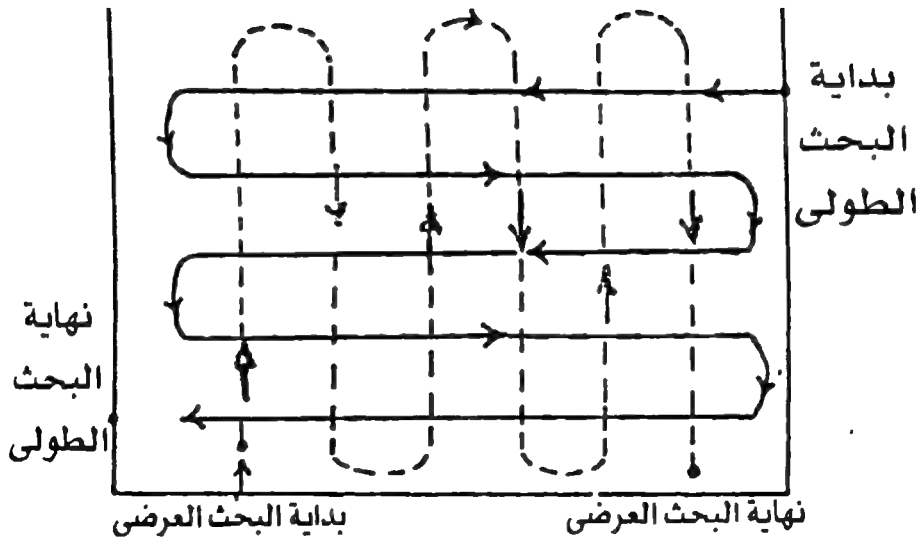 بداية
البحث
الطولى
نهاية
البحث
الطولى
نهاية البحث العرضى
بداية البحث العرضى